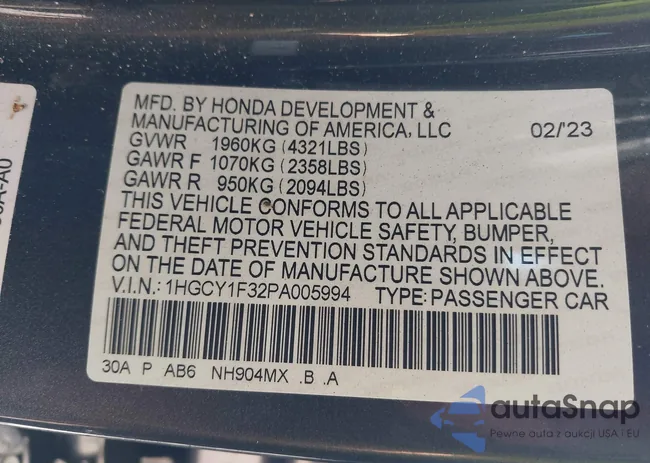 MFD. BY HONDA DEVELOPMENT &
MANUFACTURING OF AMERICA, LLC 02/'23
GVWR 1960KG (4321LBS)
GAWR F 1070KG (2358LBS)
GAWR R 950KG (2094LBS)
THIS VEHICLE CONFORMS TO ALL APPLICABLE
FEDERAL MOTOR VEHICLE SAFETY, BUMPER,
AND THEFT PREVENTION STANDARDS IN EFFECT
ON THE DATE OF MANUFACTURE SHOWN ABOVE.
V.I.N.: 1HGCY1F32PA005994 TYPE: PASSENGER CAR
30A P AB6 NH904MX .B .A
autaSnap
Pewne auta z aukcji USA i EU